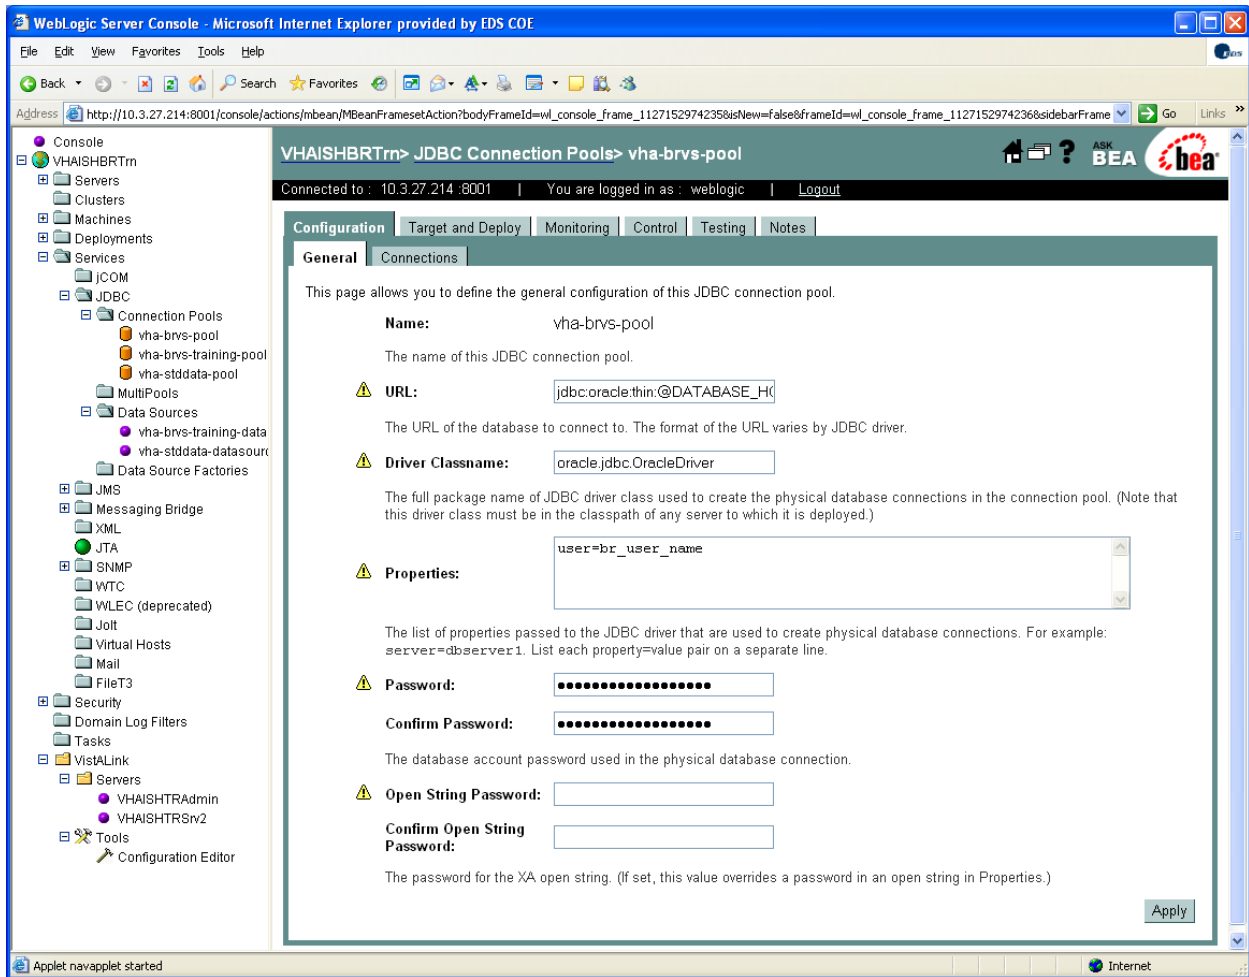 WebLogic Server Console - Microsoft Internet Explorer provided by EDS COE
File Edit View Favorites Tools Help
Back Search Favorites
Address http://10.3.27.214:8001/console/actions/mbean/MBeanFramesetAction?bodyFrameId=wl_console_frame_1127152974235&isNew=false&frameId=wl_console_frame_1127152974236&sidebarFrame Go Links »
Console
VHAISHBRTrn
Servers
Clusters
Machines
Deployments
Services
jCOM
JDBC
Connection Pools
vha-brvs-pool
vha-brvs-training-pool
vha-stddata-pool
MultiPools
Data Sources
vha-brvs-training-data
vha-stddata-datasour
Data Source Factories
JMS
Messaging Bridge
XML
JTA
SNMP
WTC
WLEC (deprecated)
Jolt
Virtual Hosts
Mail
FileT3
Security
Domain Log Filters
Tasks
VistALink
Servers
VHAISHTRAdmin
VHAISHTRSrv2
Tools
Configuration Editor
VHAISHBRTrn> JDBC Connection Pools> vha-brvs-pool
? ASK BEA bea
Connected to : 10.3.27.214 :8001 | You are logged in as : weblogic | Logout
Configuration Target and Deploy Monitoring Control Testing Notes
General Connections
This page allows you to define the general configuration of this JDBC connection pool.
Name: vha-brvs-pool
The name of this JDBC connection pool.
URL: jdbc:oracle:thin:@DATABASE_HO
The URL of the database to connect to. The format of the URL varies by JDBC driver.
Driver Classname: oracle.jdbc.OracleDriver
The full package name of JDBC driver class used to create the physical database connections in the connection pool. (Note that
this driver class must be in the classpath of any server to which it is deployed.)
user=br_user_name
Properties:
The list of properties passed to the JDBC driver that are used to create physical database connections. For example:
server=dbserver1. List each property=value pair on a separate line.
Password: ●●●●●●●●●●●●●●●●●●
Confirm Password: ●●●●●●●●●●●●●●●●●●
The database account password used in the physical database connection.
Open String Password:
Confirm Open String
Password:
The password for the XA open string. (If set, this value overrides a password in an open string in Properties.)
Apply
Applet navapplet started Internet